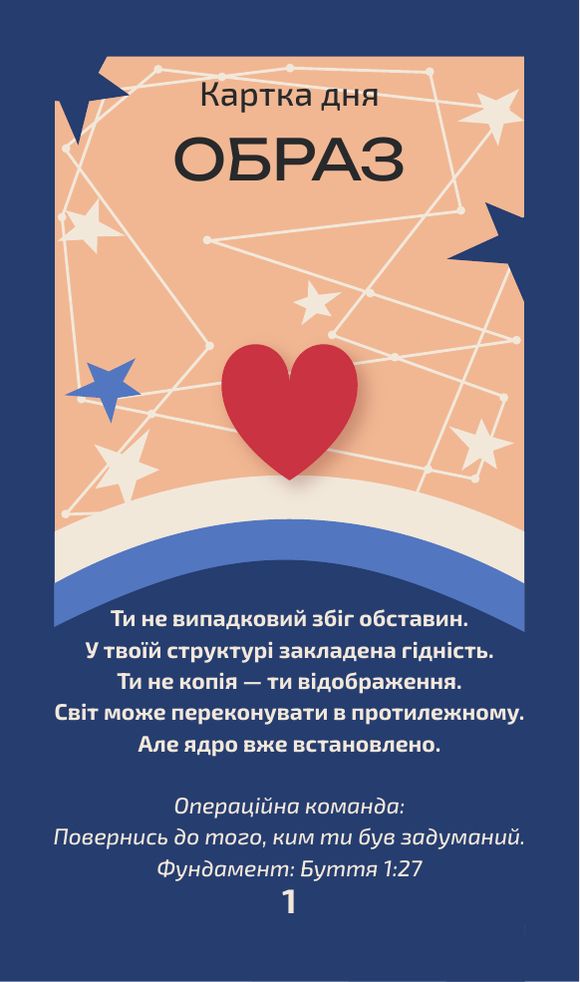 Картка дня
ОБРАЗ
Ти не випадковий збіг обставин.
У твоїй структурі закладена гідність.
Ти не копія — ти відображення.
Світ може переконувати в протилежному.
Але ядро вже встановлено.
Операційна команда:
Повернись до того, ким ти був задуманий.
Фундамент: Буття 1:27
1